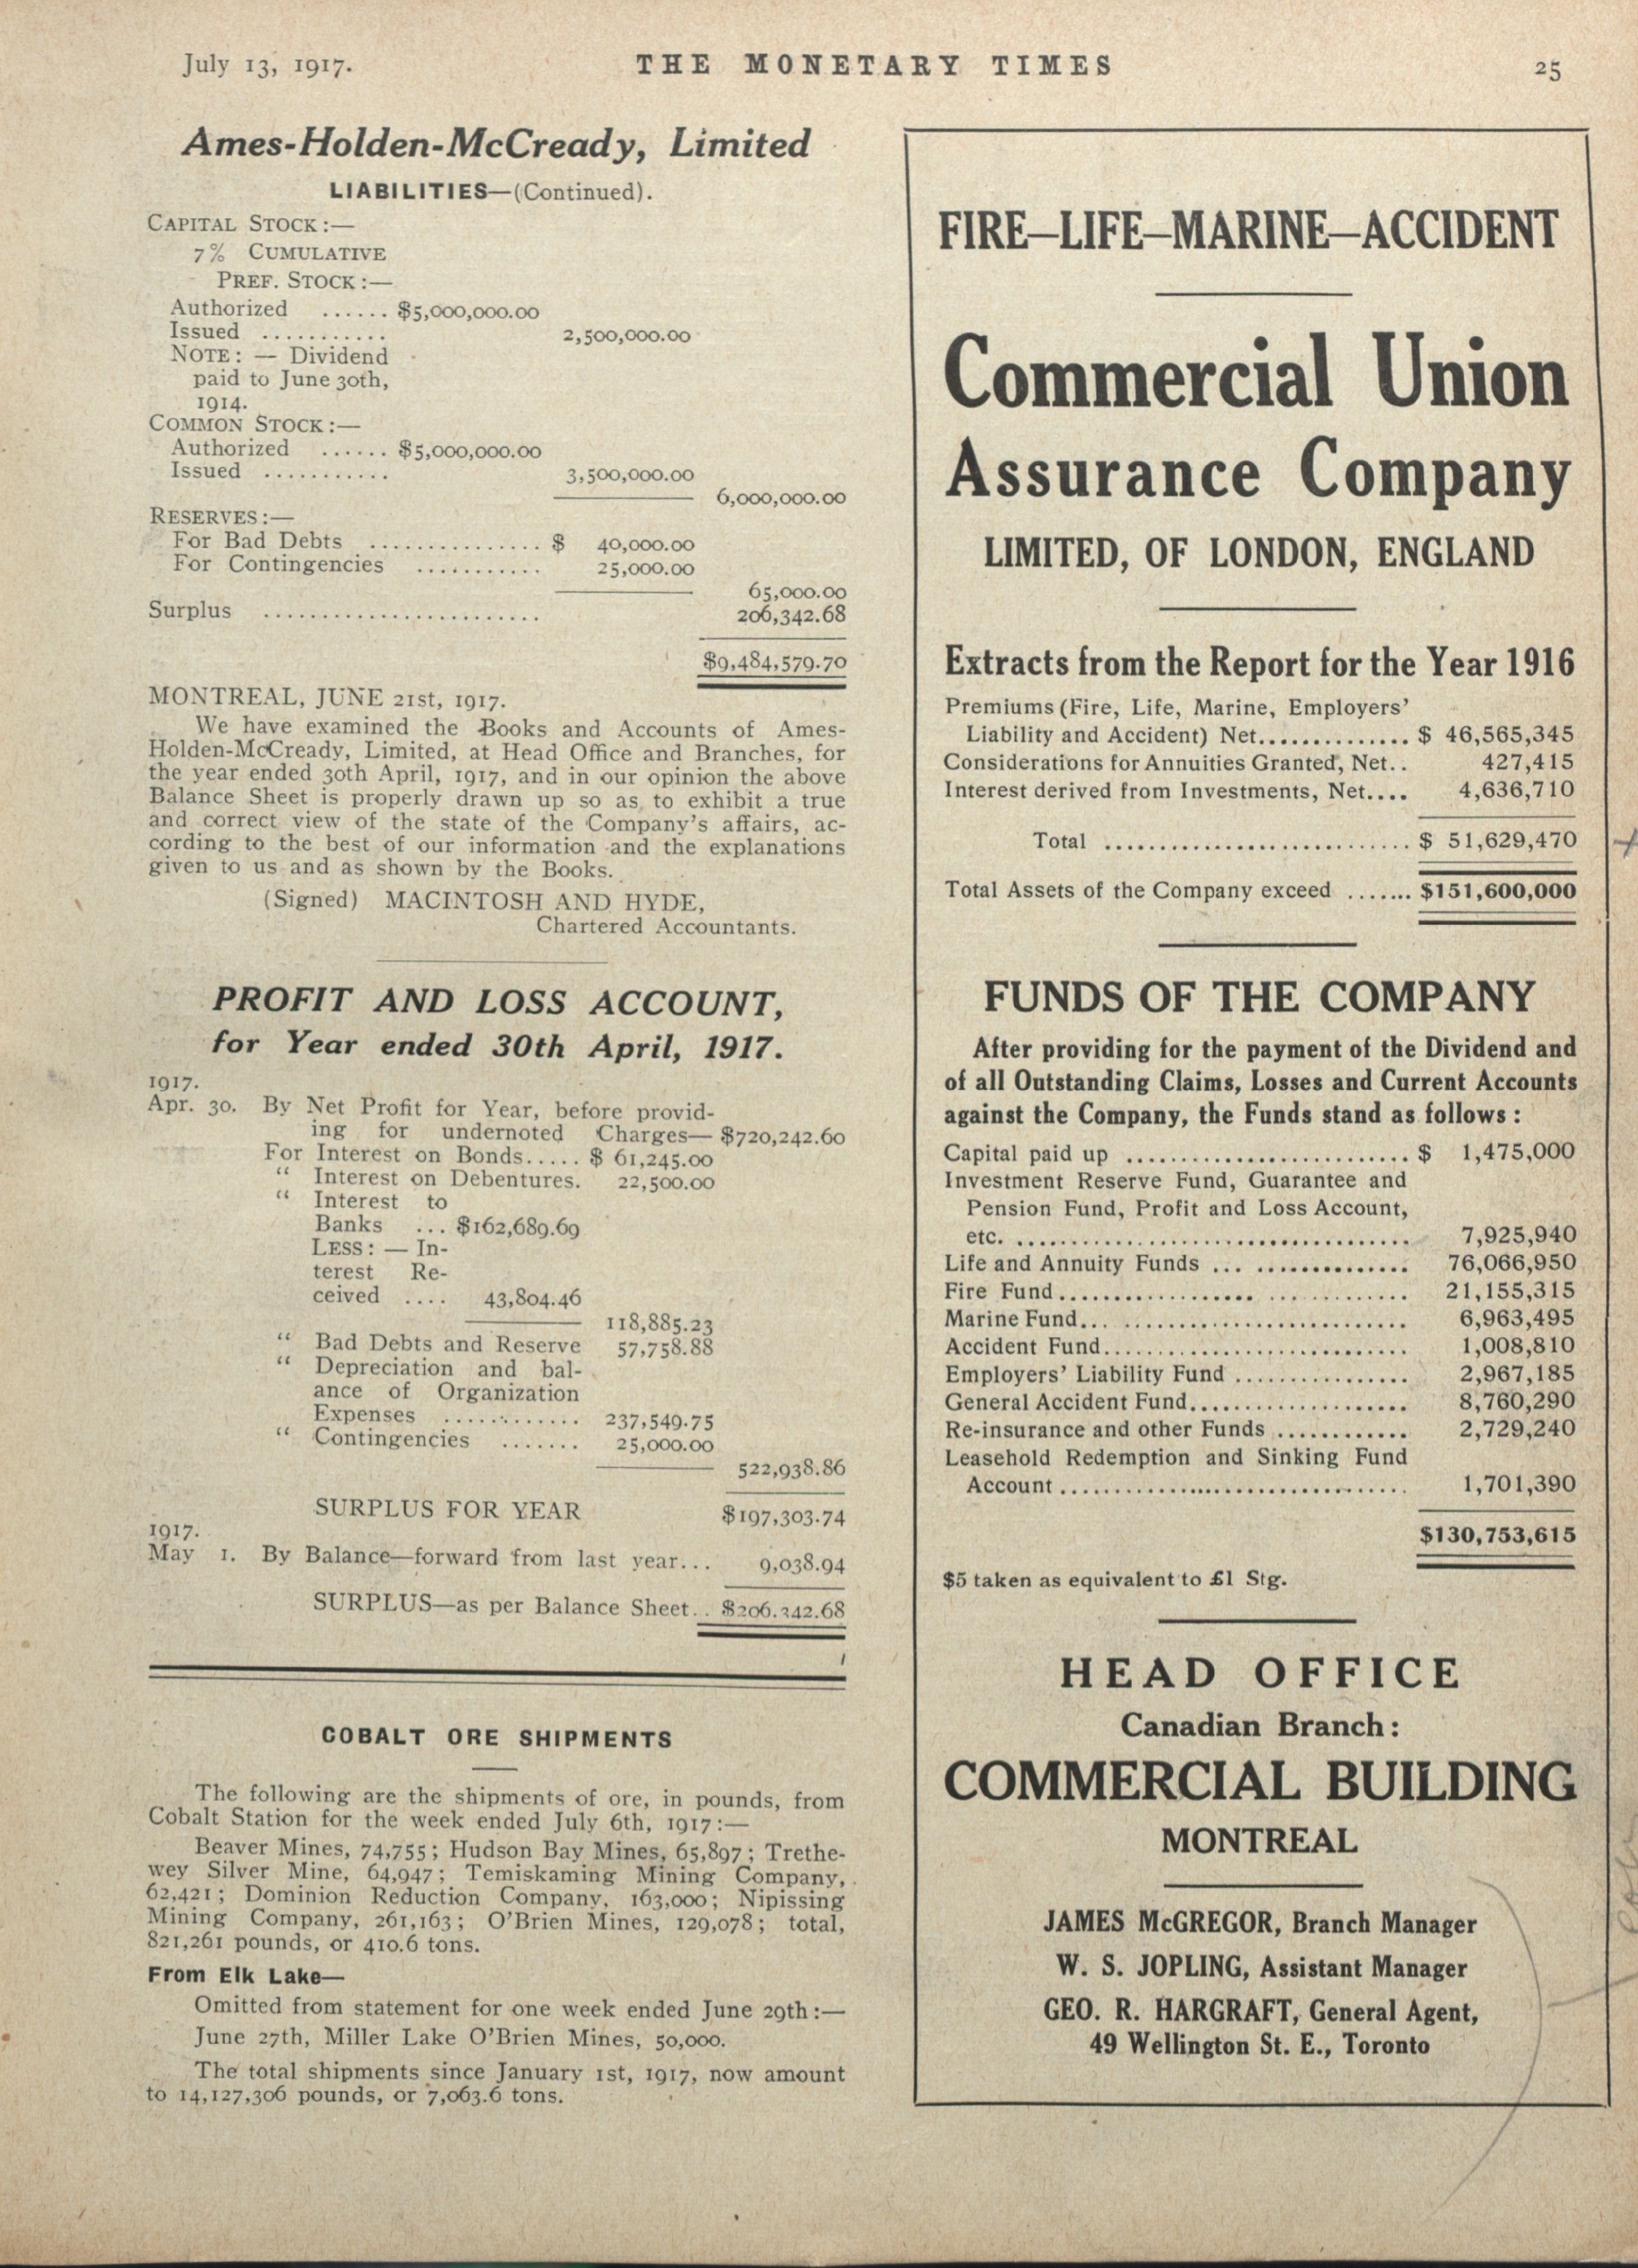 July 13, 1917.
THE MONETARY TIMES
25
Ames-Holden-McCready, Limited
LIABILITIES—(Continued).
CAPITAL STOCK:—
7% CUMULATIVE
PREF. STOCK:—
Authorized ...... $5,000,000.00
Issued ........... 2,500,000.00
NOTE: — Dividend
paid to June 30th,
1914.
COMMON STOCK:—
Authorized ...... $5,000,000.00
Issued ........... 3,500,000.00
6,000,000.00
RESERVES:—
For Bad Debts ............... $ 40,000.00
For Contingencies ........... 25,000.00
65,000.00
Surplus ........................ 206,342.68
$9,484,579.70
MONTREAL, JUNE 21st, 1917.
We have examined the Books and Accounts of Ames-
Holden-McCready, Limited, at Head Office and Branches, for
the year ended 30th April, 1917, and in our opinion the above
Balance Sheet is properly drawn up so as to exhibit a true
and correct view of the state of the Company's affairs, ac-
cording to the best of our information and the explanations
given to us and as shown by the Books.
(Signed) MACINTOSH AND HYDE,
Chartered Accountants.
PROFIT AND LOSS ACCOUNT,
for Year ended 30th April, 1917.
1917.
Apr. 30. By Net Profit for Year, before provid-
ing for undernoted Charges— $720,242.60
For Interest on Bonds..... $ 61,245.00
" Interest on Debentures. 22,500.00
" Interest to
Banks ... $162,689.69
LESS: — In-
terest Re-
ceived .... 43,804.46
118,885.23
" Bad Debts and Reserve 57,758.88
" Depreciation and bal-
ance of Organization
Expenses ............ 237,549.75
" Contingencies ....... 25,000.00
522,938.86
SURPLUS FOR YEAR $197,303.74
1917.
May 1. By Balance—forward from last year... 9,038.94
SURPLUS—as per Balance Sheet.. $206.342.68
COBALT ORE SHIPMENTS
The following are the shipments of ore, in pounds, from
Cobalt Station for the week ended July 6th, 1917:—
Beaver Mines, 74,755; Hudson Bay Mines, 65,897; Trethe-
wey Silver Mine, 64,947; Temiskaming Mining Company,
62,421; Dominion Reduction Company, 163,000; Nipissing
Mining Company, 261,163; O'Brien Mines, 129,078; total,
821,261 pounds, or 410.6 tons.
From Elk Lake—
Omitted from statement for one week ended June 29th:—
June 27th, Miller Lake O'Brien Mines, 50,000.
The total shipments since January 1st, 1917, now amount
to 14,127,306 pounds, or 7,063.6 tons.
FIRE—LIFE—MARINE—ACCIDENT
Commercial Union
Assurance Company
LIMITED, OF LONDON, ENGLAND
Extracts from the Report for the Year 1916
Premiums (Fire, Life, Marine, Employers'
Liability and Accident) Net.............. $ 46,565,345
Considerations for Annuities Granted, Net.. 427,415
Interest derived from Investments, Net.... 4,636,710
Total ............................ $ 51,629,470
Total Assets of the Company exceed ....... $151,600,000
FUNDS OF THE COMPANY
After providing for the payment of the Dividend and
of all Outstanding Claims, Losses and Current Accounts
against the Company, the Funds stand as follows:
Capital paid up .......................... $ 1,475,000
Investment Reserve Fund, Guarantee and
Pension Fund, Profit and Loss Account,
etc. .................................... 7,925,940
Life and Annuity Funds ... .............. 76,066,950
Fire Fund.................. ............. 21,155,315
Marine Fund... .......................... 6,963,495
Accident Fund............................ 1,008,810
Employers' Liability Fund ................ 2,967,185
General Accident Fund.................... 8,760,290
Re-insurance and other Funds ............ 2,729,240
Leasehold Redemption and Sinking Fund
Account ................................ 1,701,390
$130,753,615
$5 taken as equivalent to £1 Stg.
HEAD OFFICE
Canadian Branch:
COMMERCIAL BUILDING
MONTREAL
JAMES McGREGOR, Branch Manager
W. S. JOPLING, Assistant Manager
GEO. R. HARGRAFT, General Agent,
49 Wellington St. E., Toronto